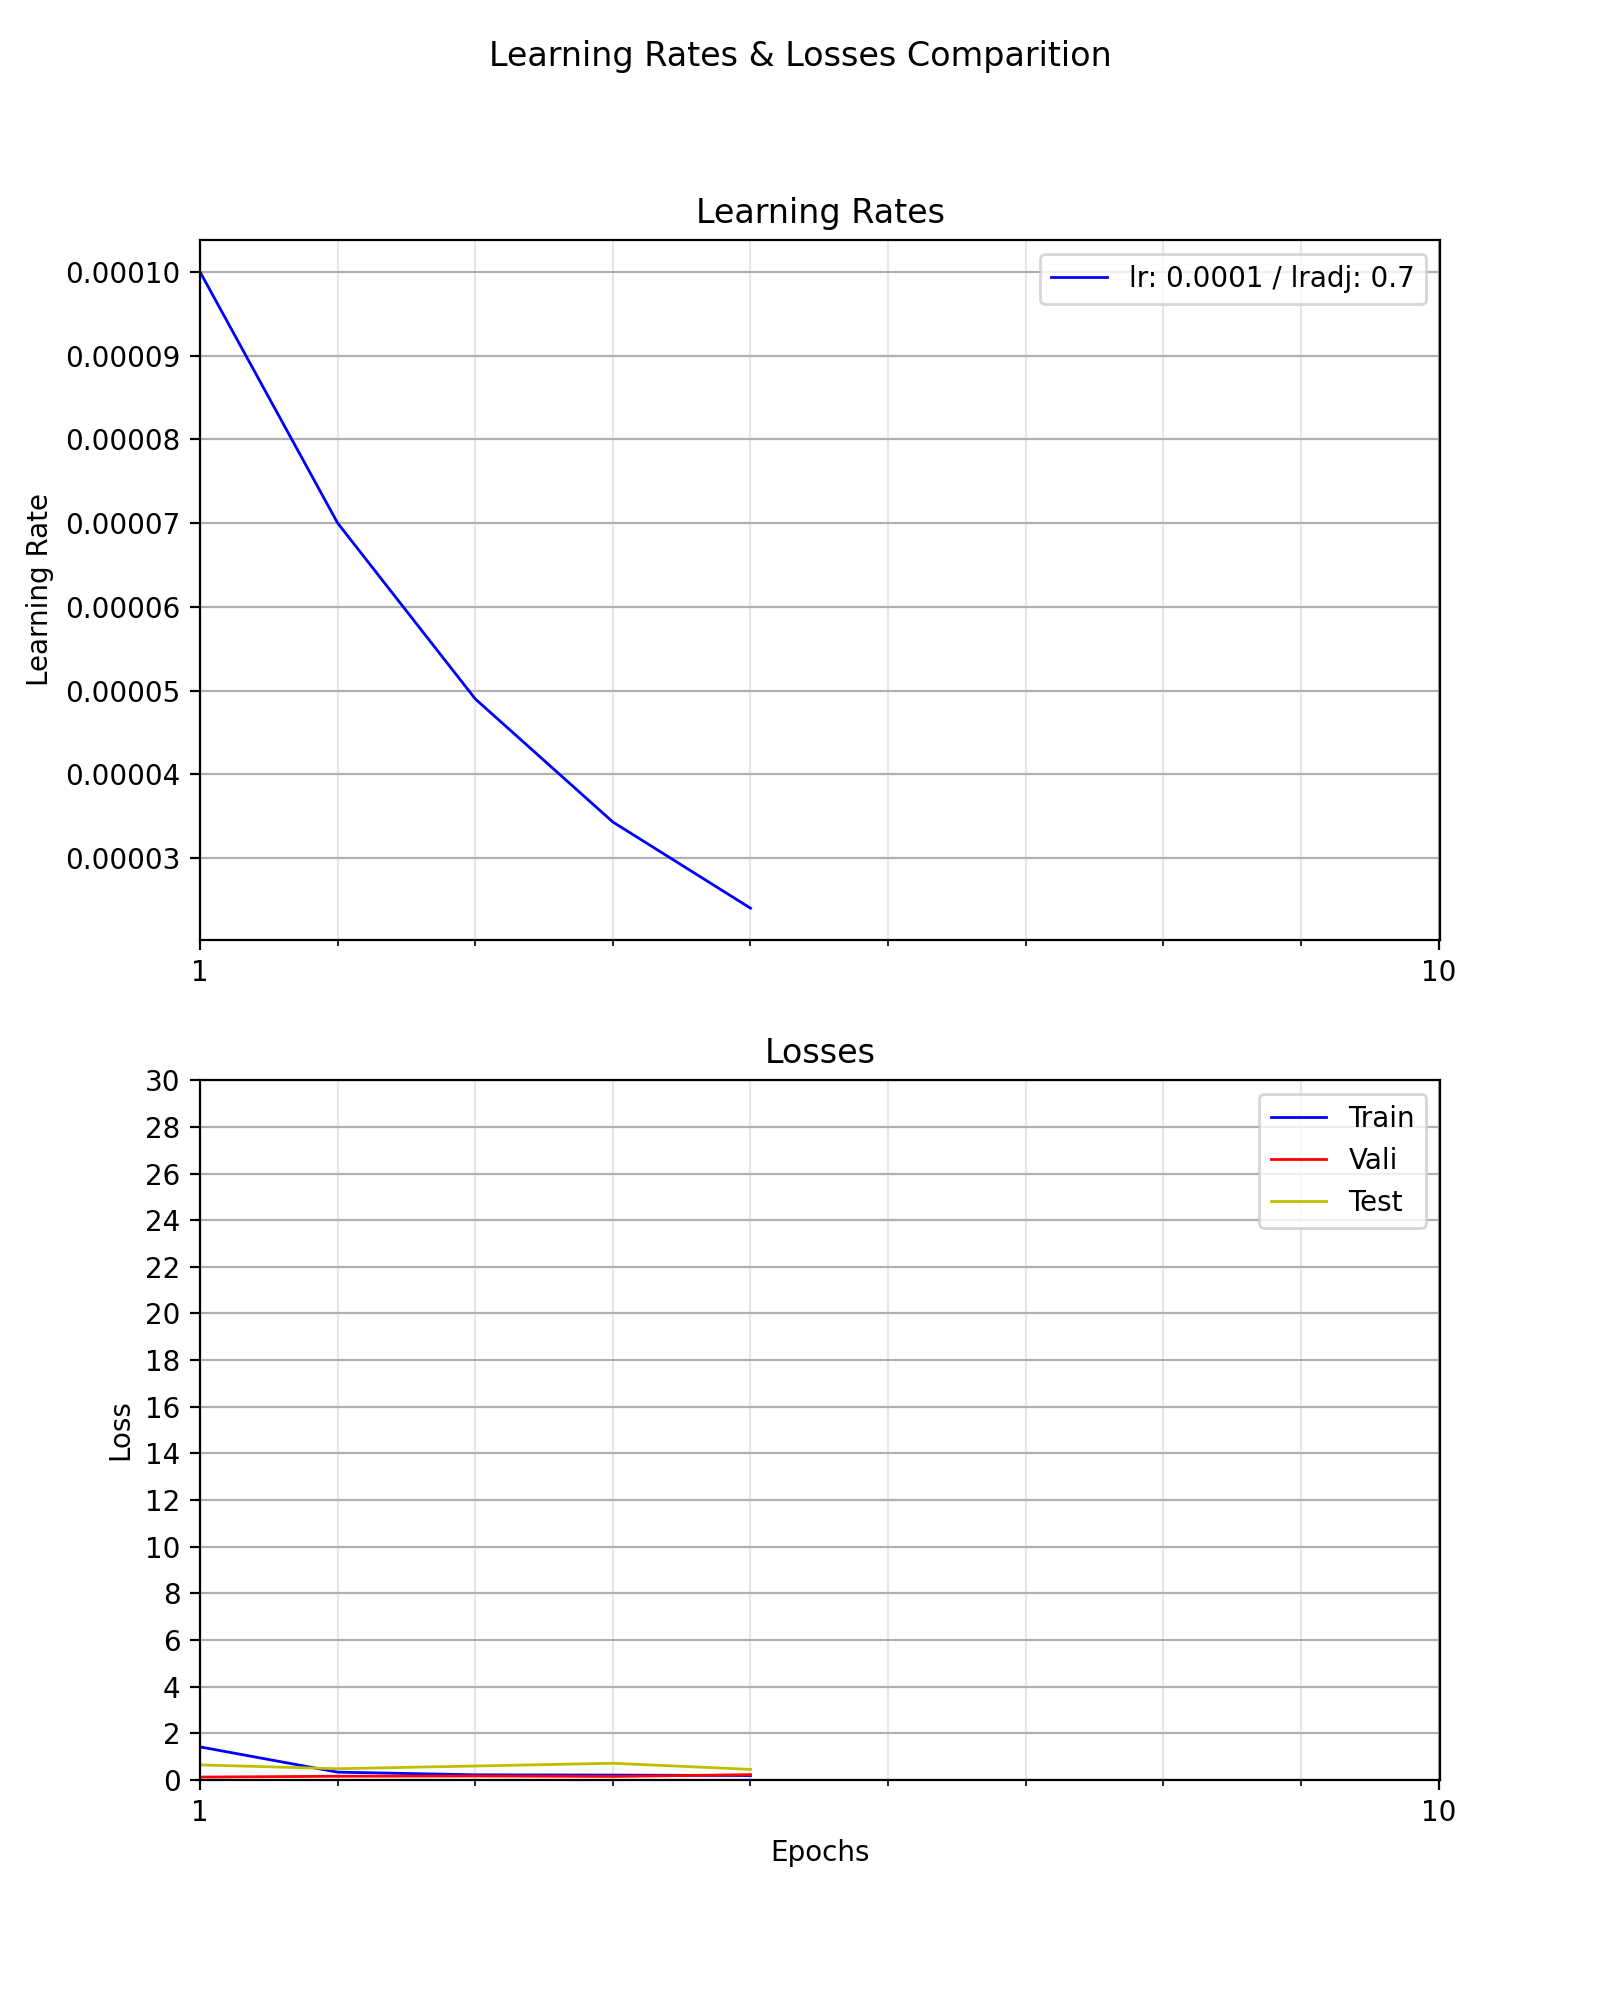 Learning Rates & Losses Comparition
Learning Rates
lr: 0.0001 / lradj: 0.7
0.00010
0.00009
0.00008
0.00007
0.00006
0.00005
0.00004
0.00003
Learning Rate
1
10
Losses
Train
Vali
Test
30
28
26
24
22
20
18
16
14
12
10
8
6
4
2
0
Loss
1
10
Epochs